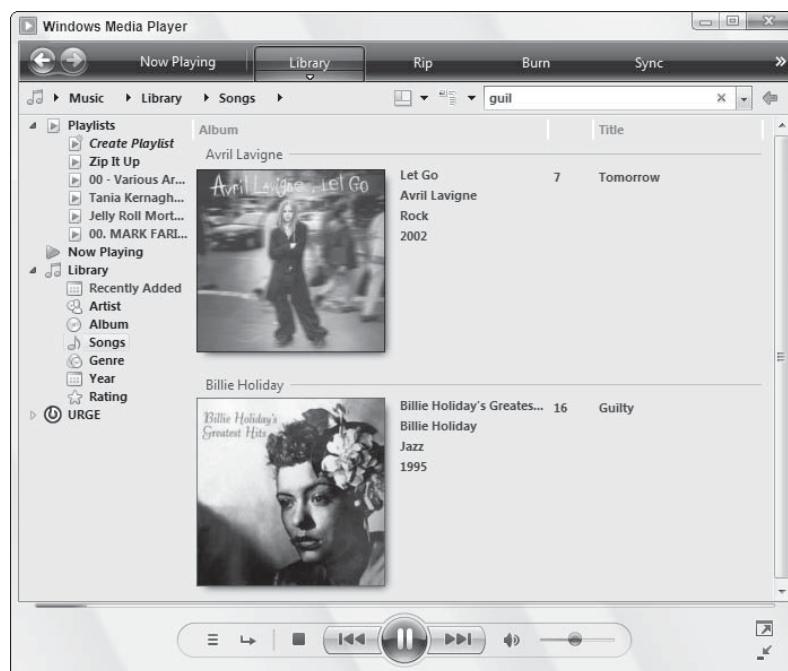 Windows Media Player
Now Playing Library Rip Burn Sync »
Music Library Songs guil
Playlists
Create Playlist
Zip It Up
00 - Various Ar...
Tania Kernagh...
Jelly Roll Mort...
00. MARK FARI...
Now Playing
Library
Recently Added
Artist
Album
Songs
Genre
Year
Rating
URGE
Album Title
Avril Lavigne
Avril Lavigne . Let Go
Let Go 7 Tomorrow
Avril Lavigne
Rock
2002
Billie Holiday
Billie Holiday's
Greatest Hits
Billie Holiday's Greates... 16 Guilty
Billie Holiday
Jazz
1995